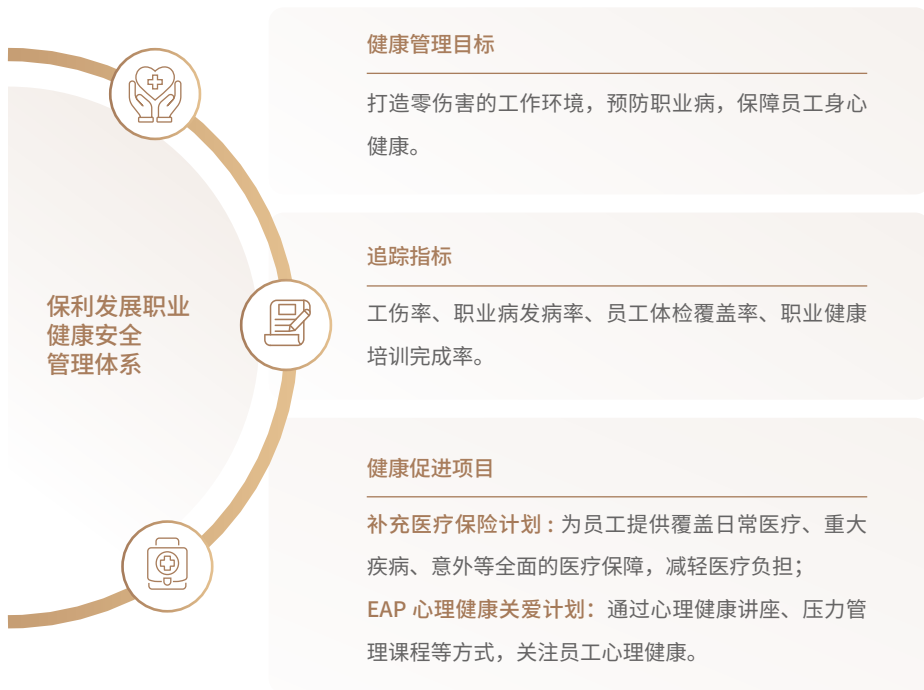 健康管理目标
打造零伤害的工作环境，预防职业病，保障员工身心
健康。
保利发展职业
健康安全
管理体系
追踪指标
工伤率、职业病发病率、员工体检覆盖率、职业健康
培训完成率。
健康促进项目
补充医疗保险计划：为员工提供覆盖日常医疗、重大
疾病、意外等全面的医疗保障，减轻医疗负担；
EAP 心理健康关爱计划：通过心理健康讲座、压力管
理课程等方式，关注员工心理健康。